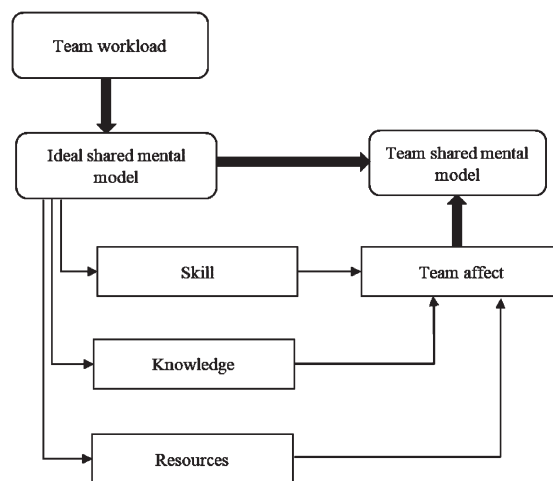 Team workload
Ideal shared mental
model
Team shared mental
model
Skill
Team affect
Knowledge
Resources